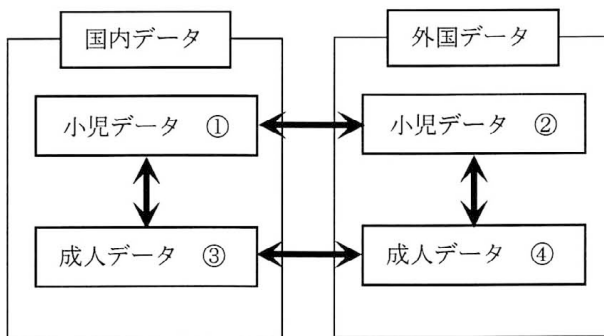 国内データ
外国データ
小児データ ①
小児データ ②
成人データ ③
成人データ ④